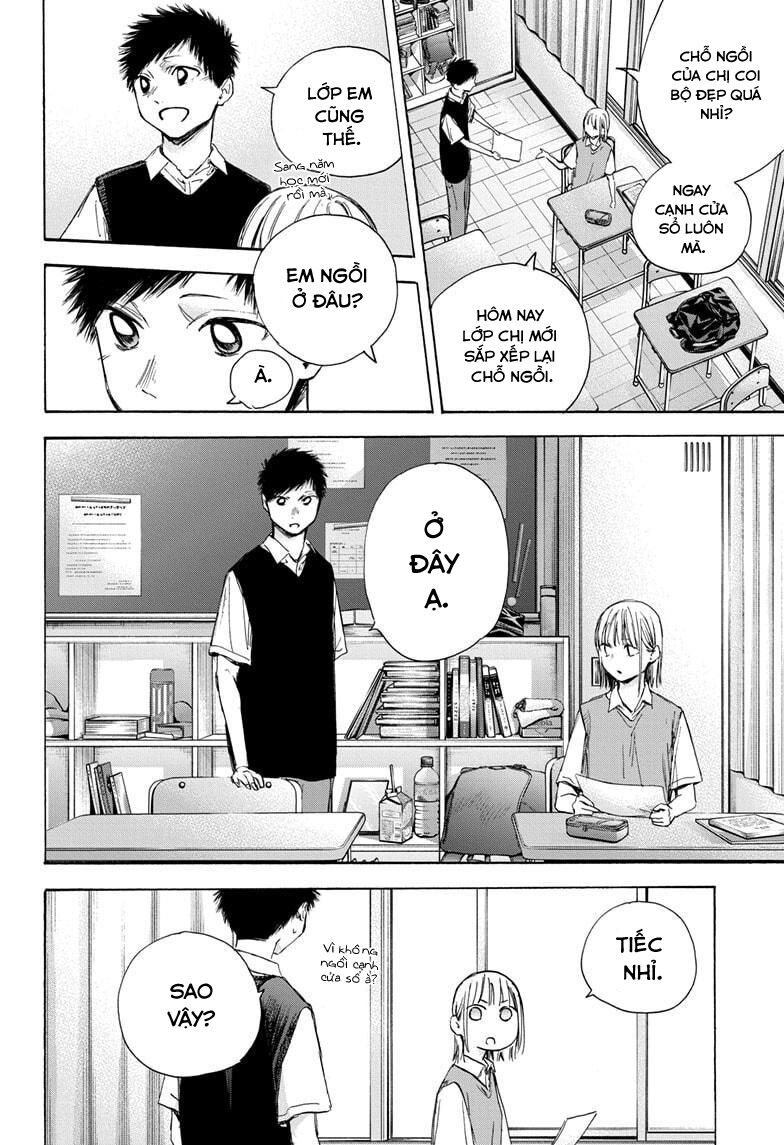 CHỖ NGỒI
CỦA CHỊ COI
BỘ ĐẸP QUÁ
NHỈ?
NGAY
CẠNH CỬA
SỔ LUÔN
MÀ.
HÔM NAY
LỚP CHỊ MỚI
SẮP XẾP LẠI
CHỖ NGỒI.
LỚP EM
CŨNG
THẾ.
Sang năm
học mới
rồi mà.
EM NGỒI
Ở ĐÂU?
À.
Ở
ĐÂY
Ạ.
TIẾC
NHỈ.
Vì không
ngồi cạnh
cửa sổ à?
SAO
VẬY?